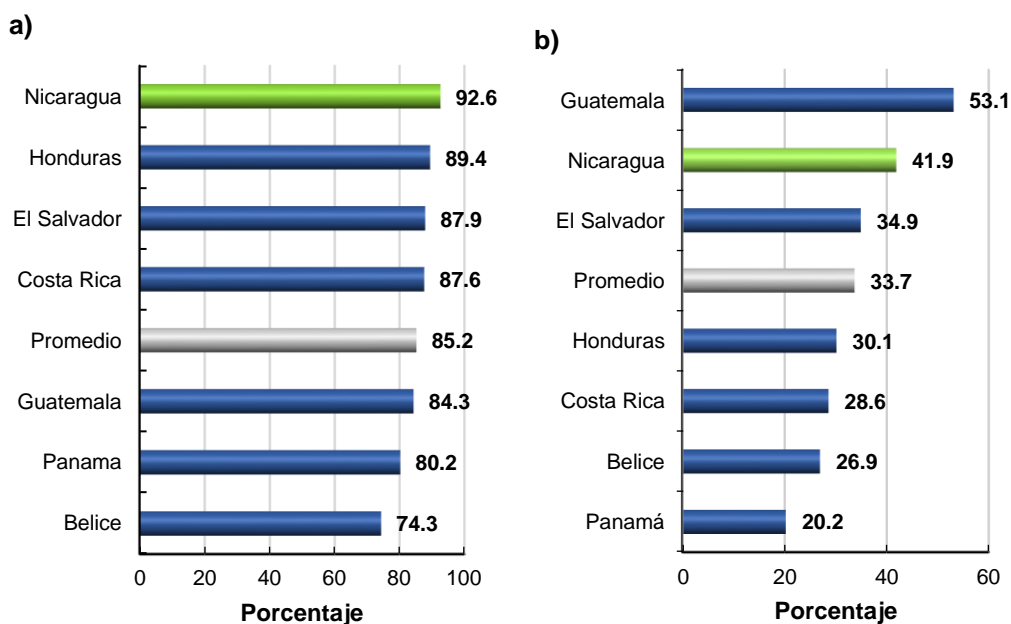 a)
Nicaragua 92.6
Honduras 89.4
El Salvador 87.9
Costa Rica 87.6
Promedio 85.2
Guatemala 84.3
Panama 80.2
Belice 74.3
0 20 40 60 80 100
Porcentaje
b)
Guatemala 53.1
Nicaragua 41.9
El Salvador 34.9
Promedio 33.7
Honduras 30.1
Costa Rica 28.6
Belice 26.9
Panamá 20.2
0 20 40 60
Porcentaje